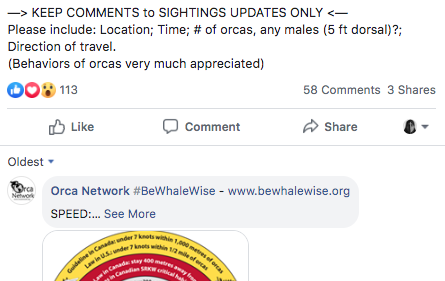 —> KEEP COMMENTS to SIGHTINGS UPDATES ONLY <—
Please include: Location; Time; # of orcas, any males (5 ft dorsal)?;
Direction of travel.
(Behaviors of orcas very much appreciated)
113
58 Comments 3 Shares
Like
Comment
Share
Oldest
Orca
Network
Orca Network #BeWhaleWise - www.bewhalewise.org
SPEED:... See More
Guideline in Canada: under 7 knots within 1,000 metres of orcas
Law in U.S.: under 7 knots within 1/2 mile of orcas
Law in Canada: stay 400 metres away
in Canadian SRKW critical